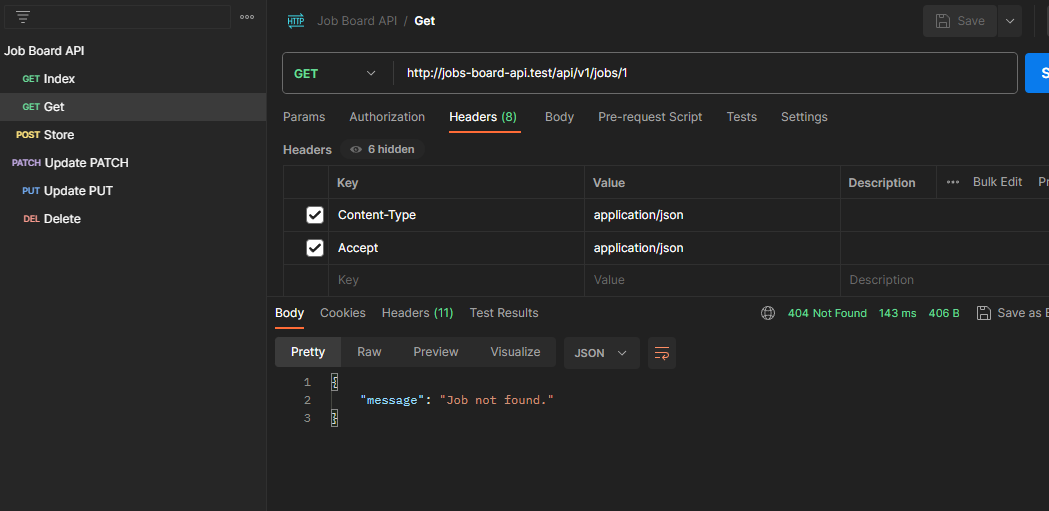 HTTP Job Board API / Get
Save
Job Board API
GET Index
GET Get
POST Store
PATCH Update PATCH
PUT Update PUT
DEL Delete
GET http://jobs-board-api.test/api/v1/jobs/1
Params Authorization Headers (8) Body Pre-request Script Tests Settings
Headers 6 hidden
Key Value Description Bulk Edit
Content-Type application/json
Accept application/json
Key Value Description
Body Cookies Headers (11) Test Results 404 Not Found 143 ms 406 B Save as
Pretty Raw Preview Visualize JSON
1 {
2 "message": "Job not found."
3 }